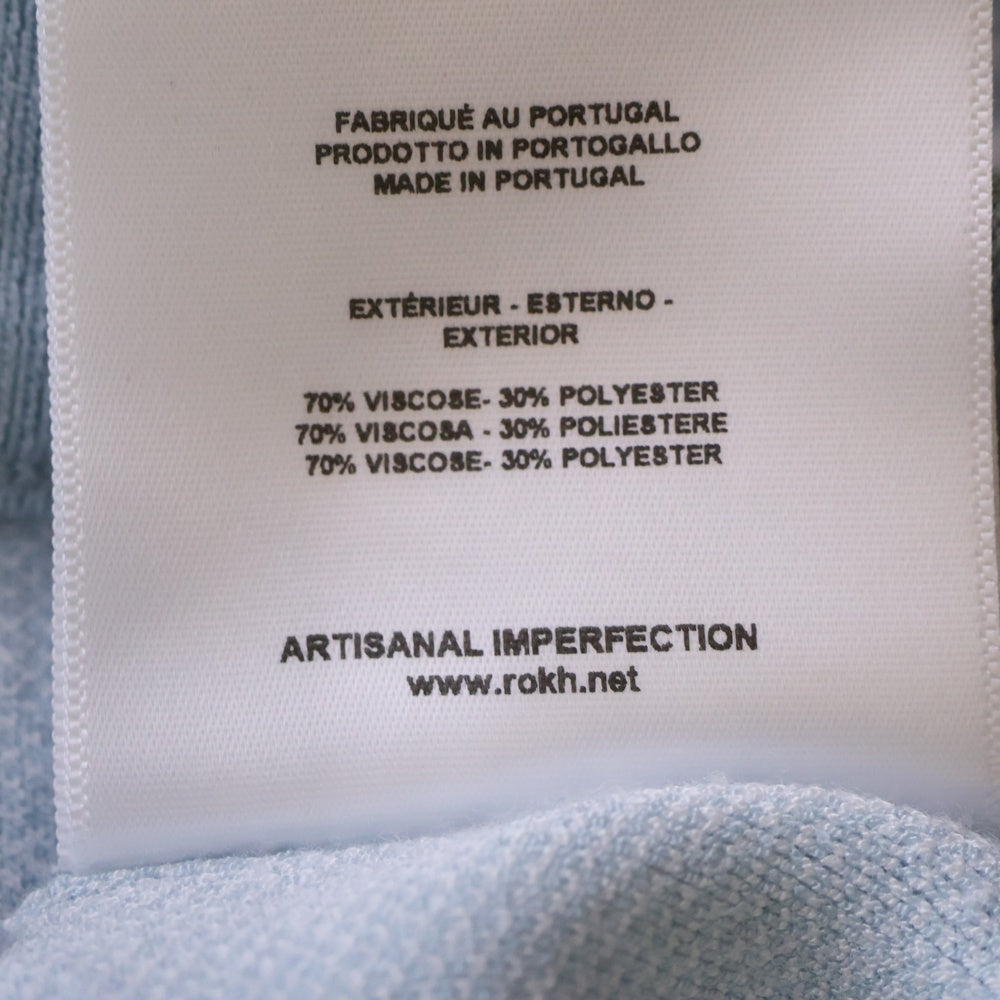 FABRIQUÉ AU PORTUGAL
PRODOTTO IN PORTOGALLO
MADE IN PORTUGAL
EXTÉRIEUR - ESTERNO -
EXTERIOR
70% VISCOSE- 30% POLYESTER
70% VISCOSA - 30% POLIESTERE
70% VISCOSE- 30% POLYESTER
ARTISANAL IMPERFECTION
www.rokh.net